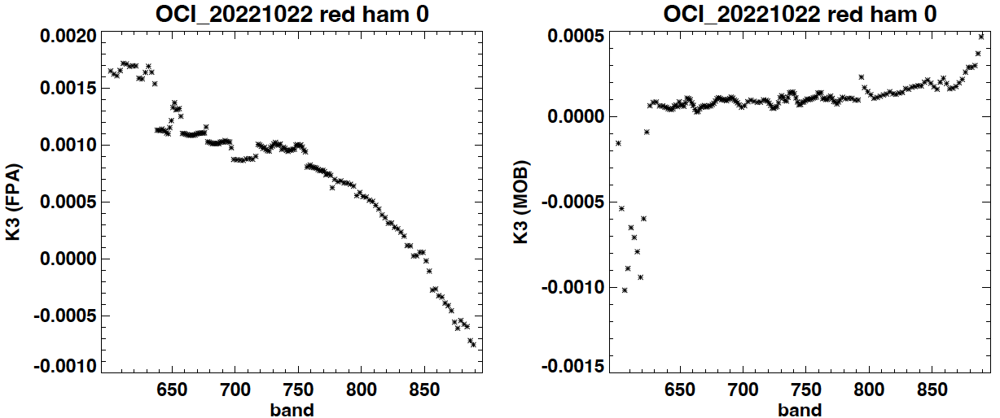 OCI_20221022 red ham 0
0.0020
0.0015
0.0010
0.0005
0.0000
-0.0005
-0.0010
K3 (FPA)
650 700 750 800 850
band
OCI_20221022 red ham 0
0.0005
0.0000
-0.0005
-0.0010
-0.0015
K3 (MOB)
650 700 750 800 850
band